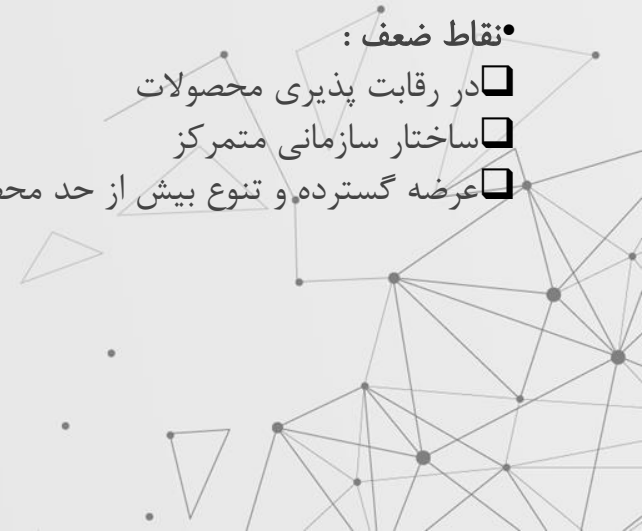 •نقاط ضعف :
❑در رقابت پذیری محصولات
❑ساختار سازمانی متمرکز
❑عرضه گسترده و تنوع بیش از حد